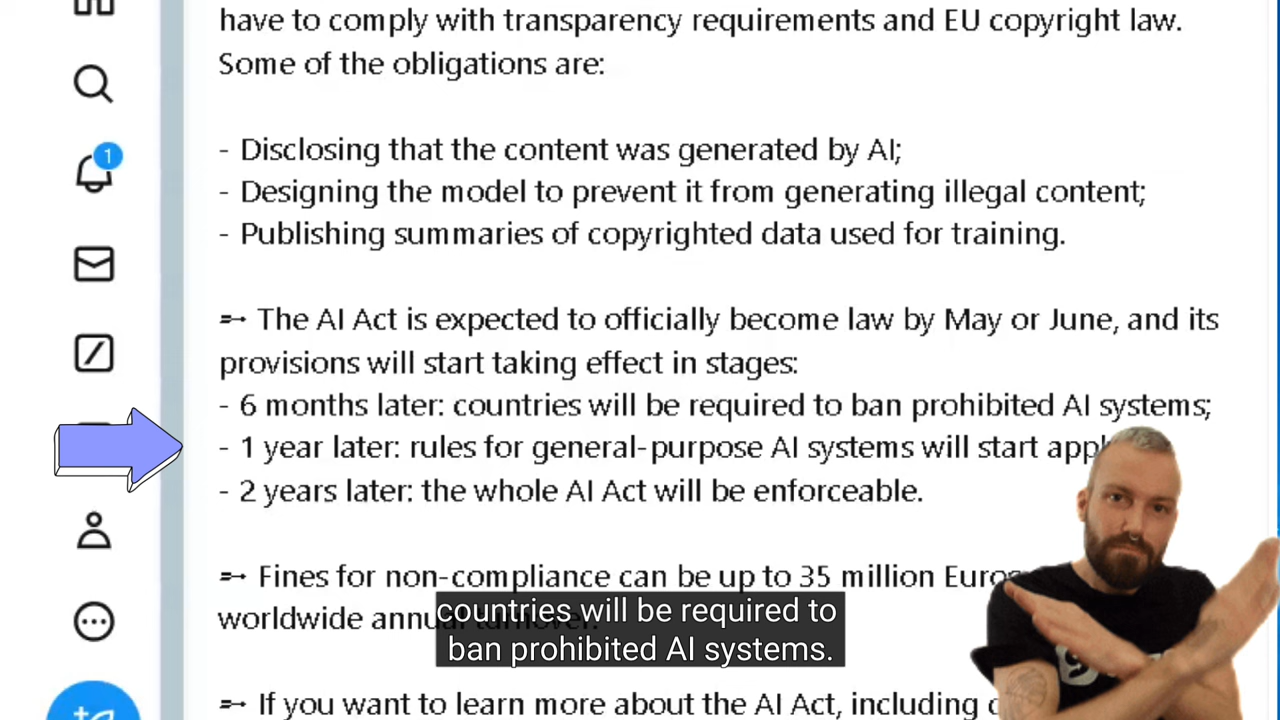 have to comply with transparency requirements and EU copyright law.
Some of the obligations are:
1
- Disclosing that the content was generated by AI;
- Designing the model to prevent it from generating illegal content;
- Publishing summaries of copyrighted data used for training.
=→ The AI Act is expected to officially become law by May or June, and its
provisions will start taking effect in stages:
- 6 months later: countries will be required to ban prohibited AI systems;
- 1 year later: rules for general-purpose AI systems will start
- 2 years later: the whole AI Act will be enforceable.
=→ Fines for non-compliance can be up to 35 million Euros
worldwide annual turnover.
countries will be required to
ban prohibited AI systems.
=→ If you want to learn more about the AI Act, including